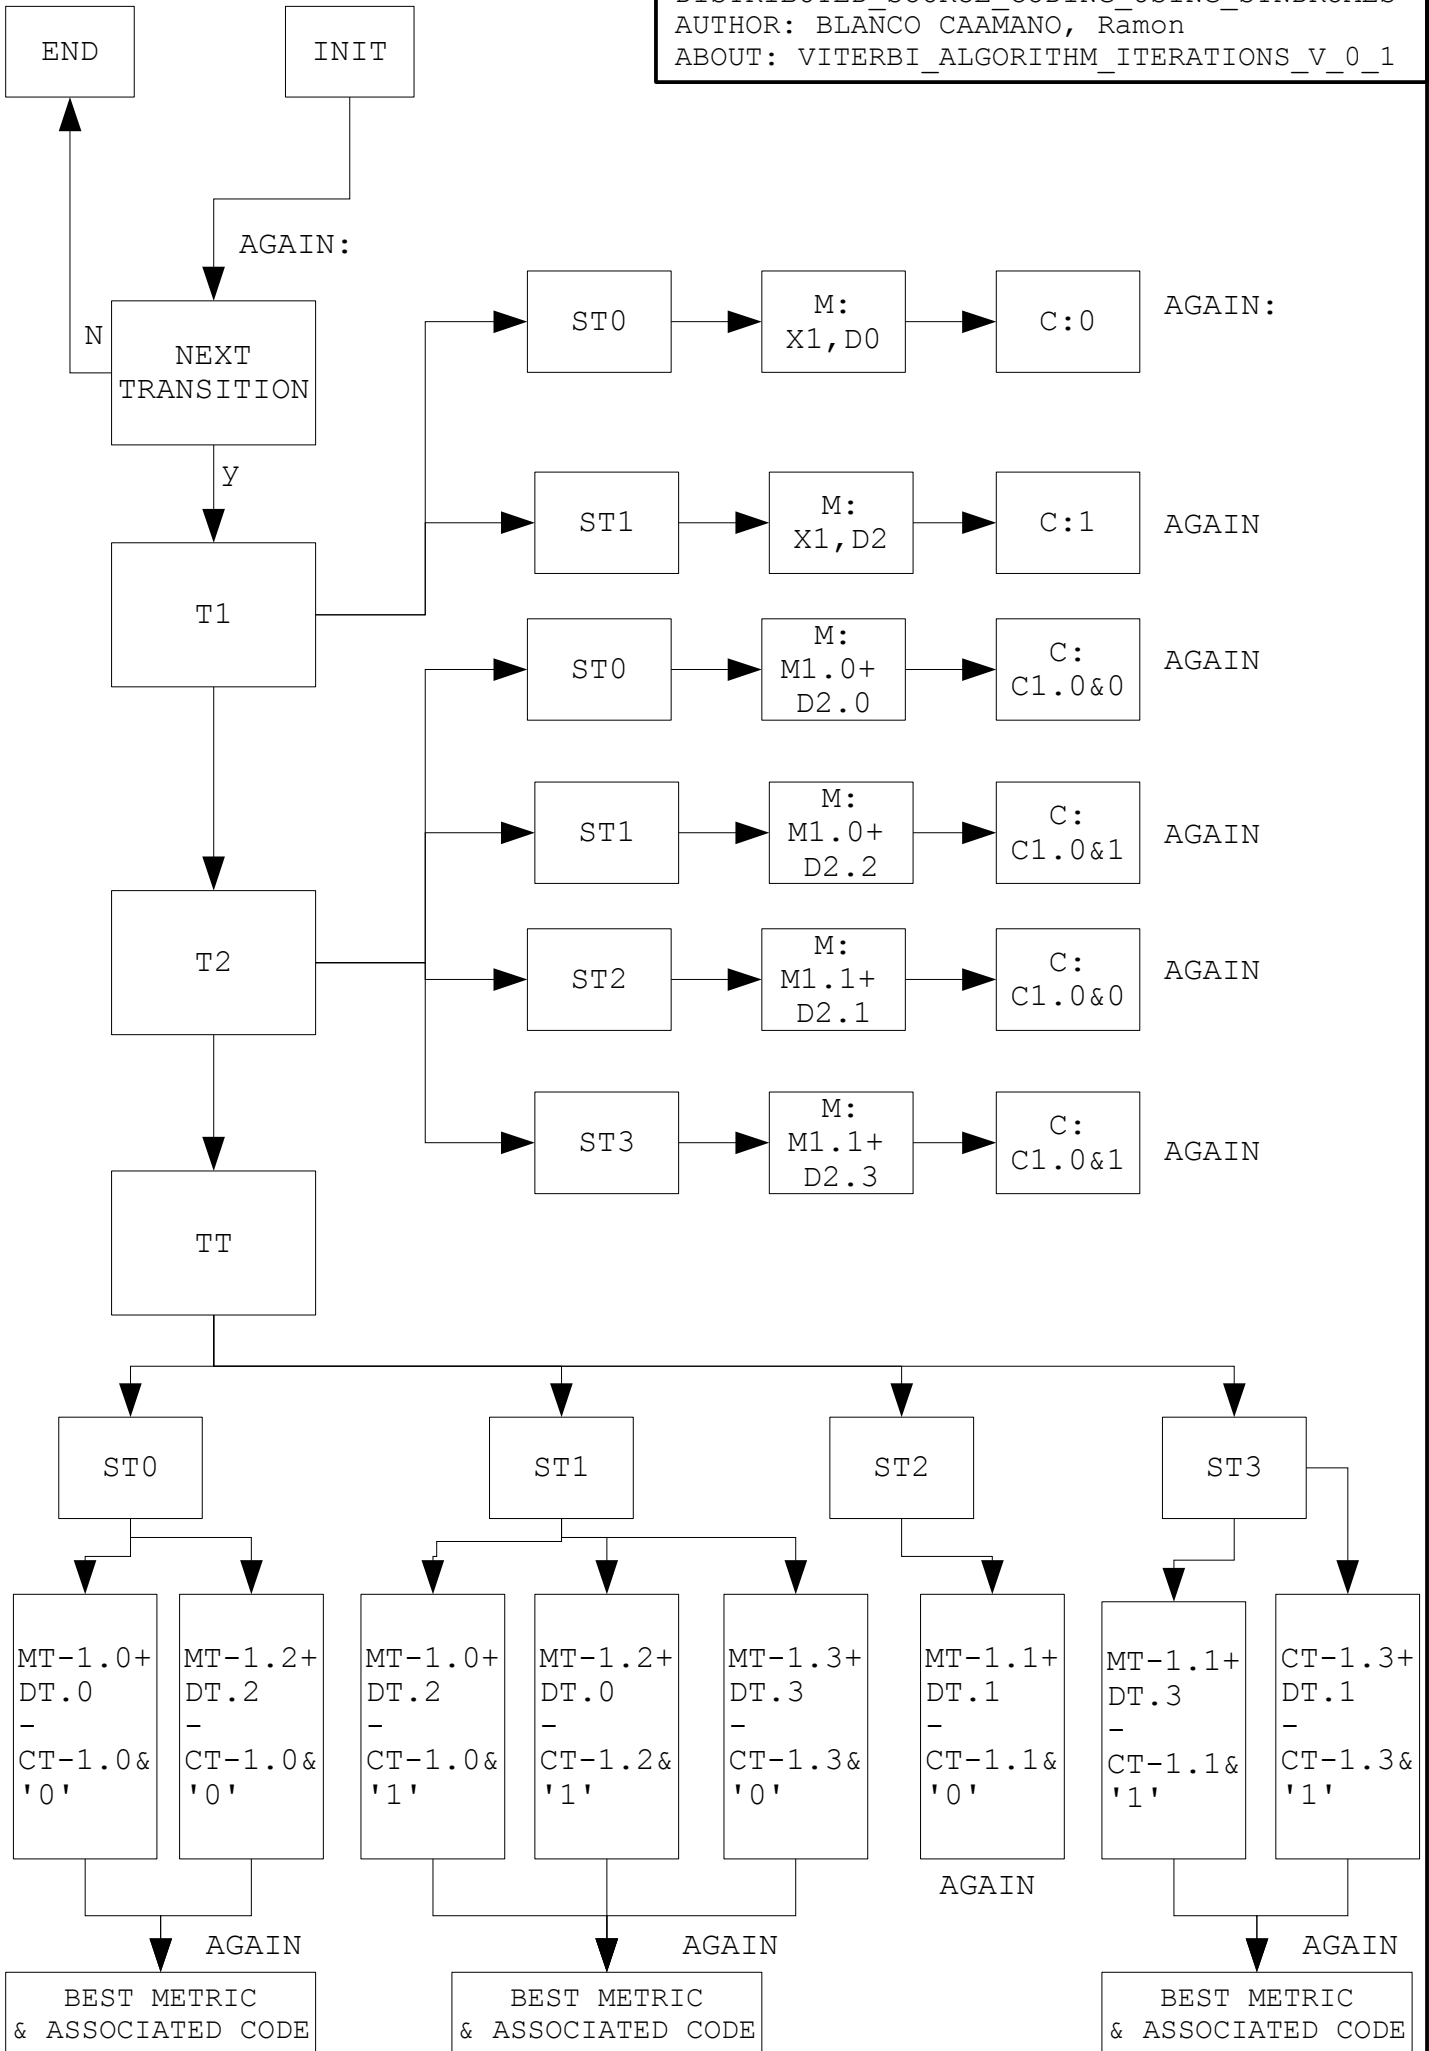 DISTRIBUTED_SOURCE_CODING_USING_SINDROMES
AUTHOR: BLANCO CAAMANO, Ramon
ABOUT: VITERBI_ALGORITHM_ITERATIONS_V_0_1
END
INIT
AGAIN:
N
NEXT
TRANSITION
y
ST0
M:
X1,D0
C:0
AGAIN:
ST1
M:
X1,D2
C:1
AGAIN
T1
ST0
M:
M1.0+
D2.0
C:
C1.0&0
AGAIN
ST1
M:
M1.0+
D2.2
C:
C1.0&1
AGAIN
T2
ST2
M:
M1.1+
D2.1
C:
C1.0&0
AGAIN
ST3
M:
M1.1+
D2.3
C:
C1.0&1
AGAIN
TT
ST0
ST1
ST2
ST3
MT-1.0+
DT.0
-
CT-1.0&
'0'
MT-1.2+
DT.2
-
CT-1.0&
'0'
MT-1.0+
DT.2
-
CT-1.0&
'1'
MT-1.2+
DT.0
-
CT-1.2&
'1'
MT-1.3+
DT.3
-
CT-1.3&
'0'
MT-1.1+
DT.1
-
CT-1.1&
'0'
MT-1.1+
DT.3
-
CT-1.1&
'1'
CT-1.3+
DT.1
-
CT-1.3&
'1'
AGAIN
AGAIN
AGAIN
AGAIN
BEST METRIC
& ASSOCIATED CODE
BEST METRIC
& ASSOCIATED CODE
BEST METRIC
& ASSOCIATED CODE